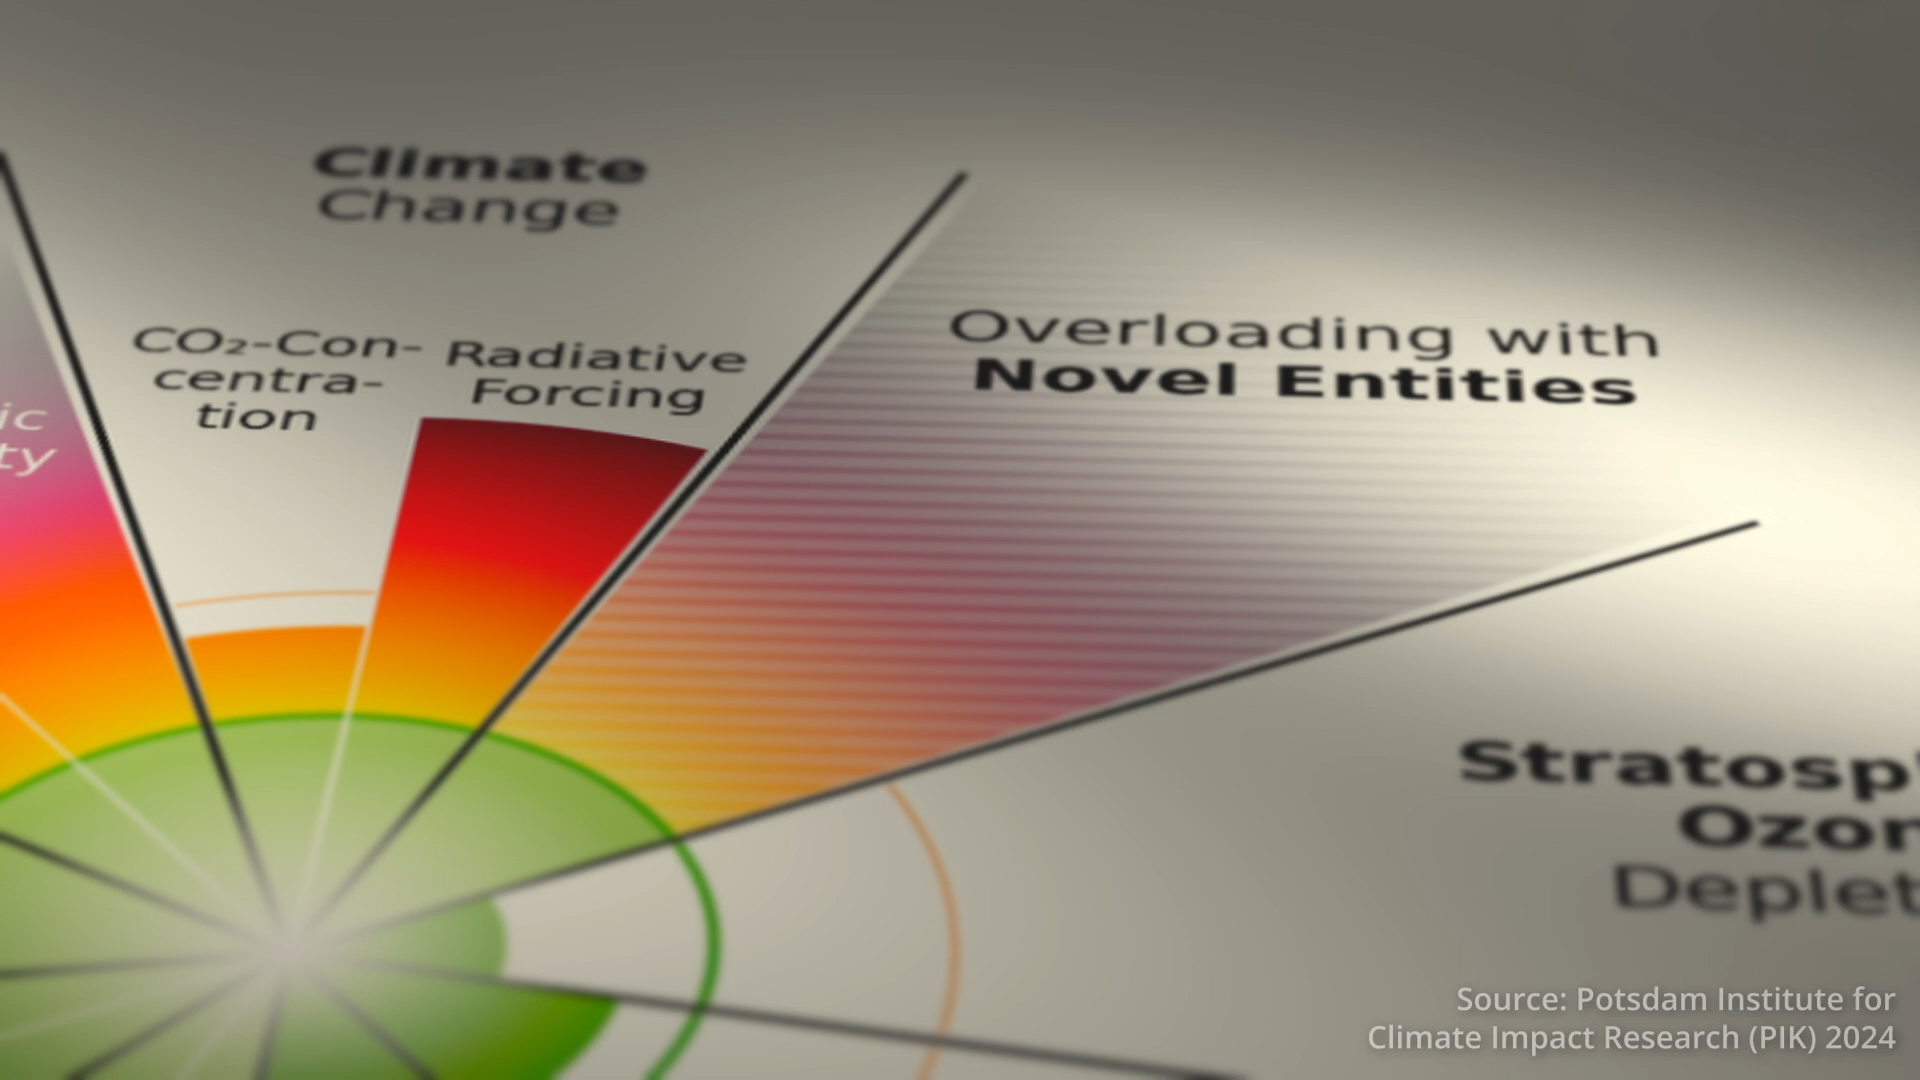 Climate
Change
CO₂-Con-
centra-
tion
Radiative
Forcing
Overloading with
Novel Entities
Source: Potsdam Institute for
Climate Impact Research (PIK) 2024